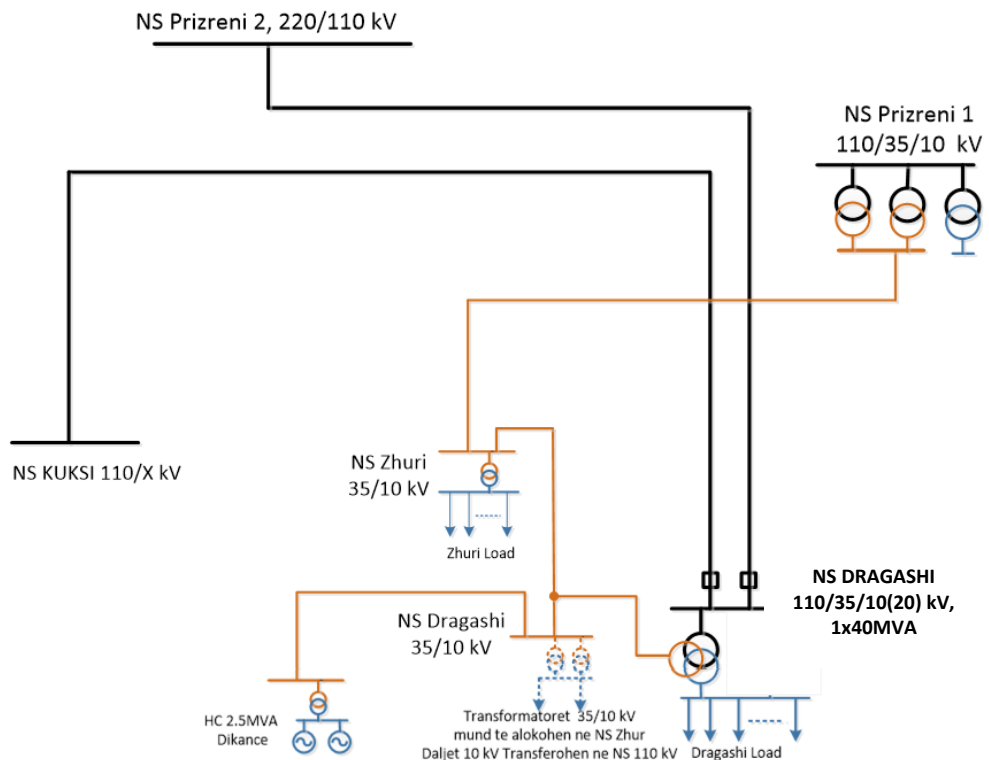 NS Prizreni 2, 220/110 kV
NS Prizreni 1
110/35/10 kV
NS KUKSI 110/X kV
NS Zhuri
35/10 kV
Zhuri Load
NS DRAGASHI
110/35/10(20) kV,
1x40MVA
NS Dragashi
35/10 kV
HC 2.5MVA
Dikance
Transformatoret 35/10 kV
mund te alokohen ne NS Zhur
Daljet 10 kV Transferohen ne NS 110 kV
Dragashi Load